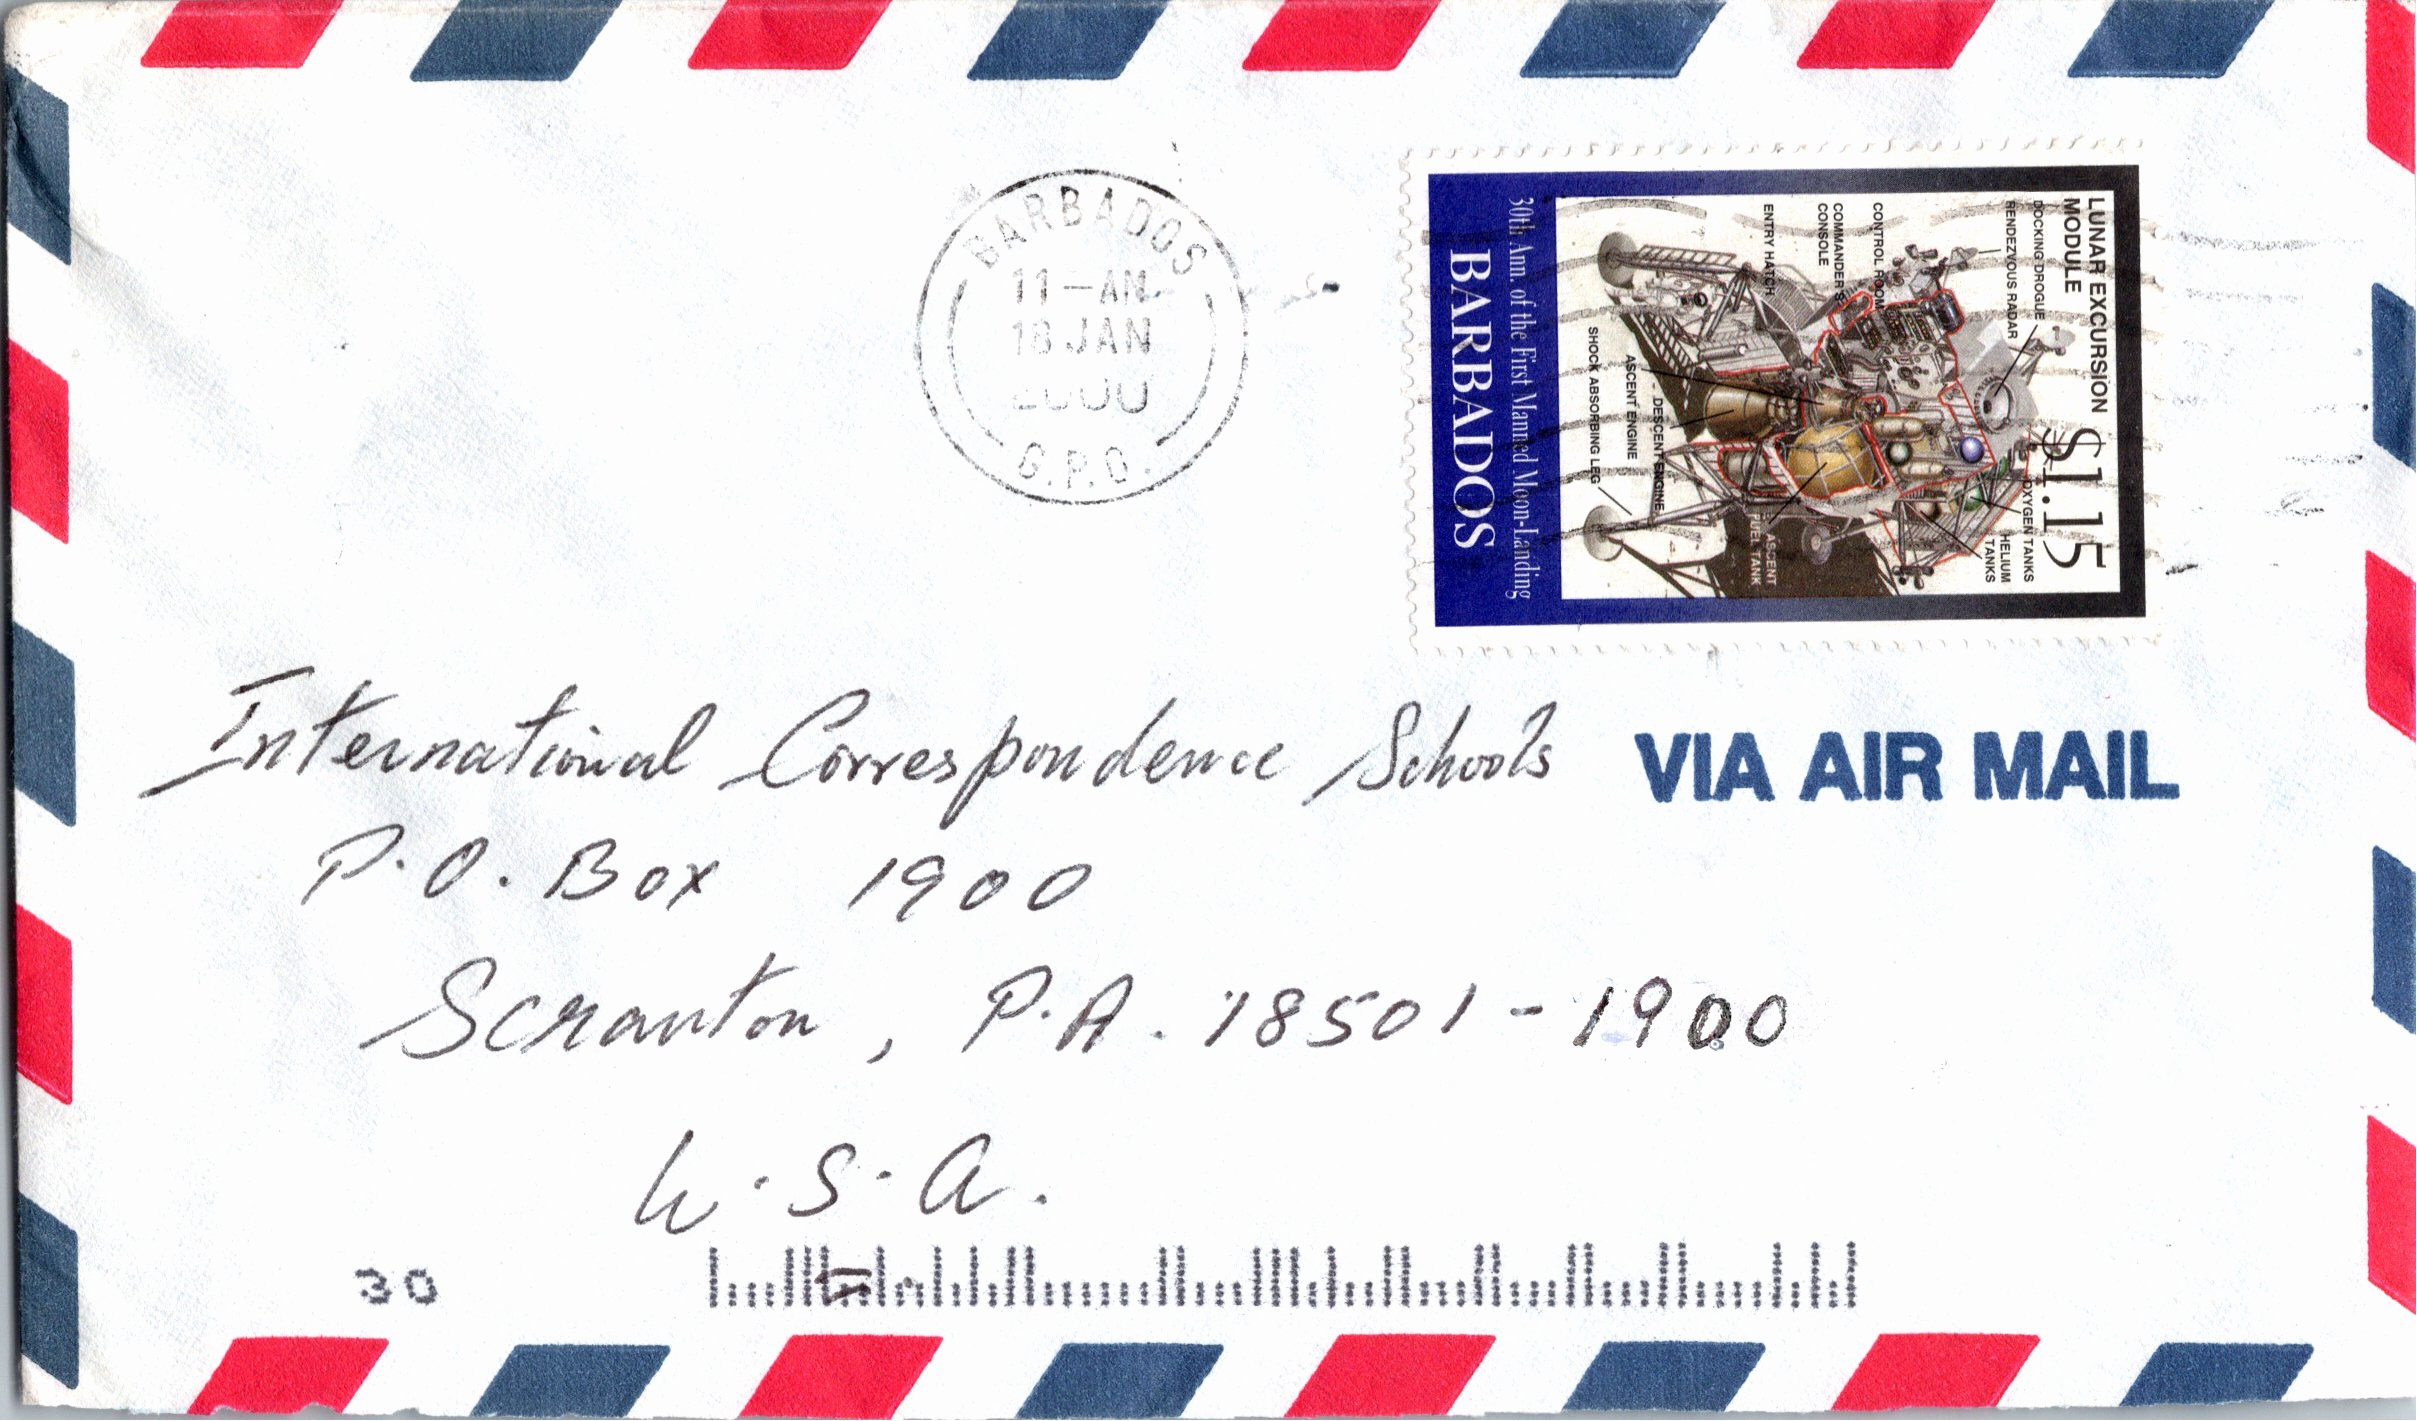 BARBADOS
11-AM
18 JAN
2000
G.P.O.
LUNAR EXCURSION
MODULE
$1.15
DOCKING DROGUE
RENDEZVOUS RADAR
CONTROL ROOM
COMMANDER'S
CONSOLE
ENTRY HATCH
OXYGEN TANKS
HELIUM
TANKS
ASCENT
FUEL TANK
DESCENT ENGINE
ASCENT ENGINE
SHOCK ABSORBING LEG
30th Ann. of the First Manned Moon-Landing
BARBADOS
International Correspondence Schools
VIA AIR MAIL
P.O. Box 1900
Scranton, P.A. 18501-1900
U.S.A.
30